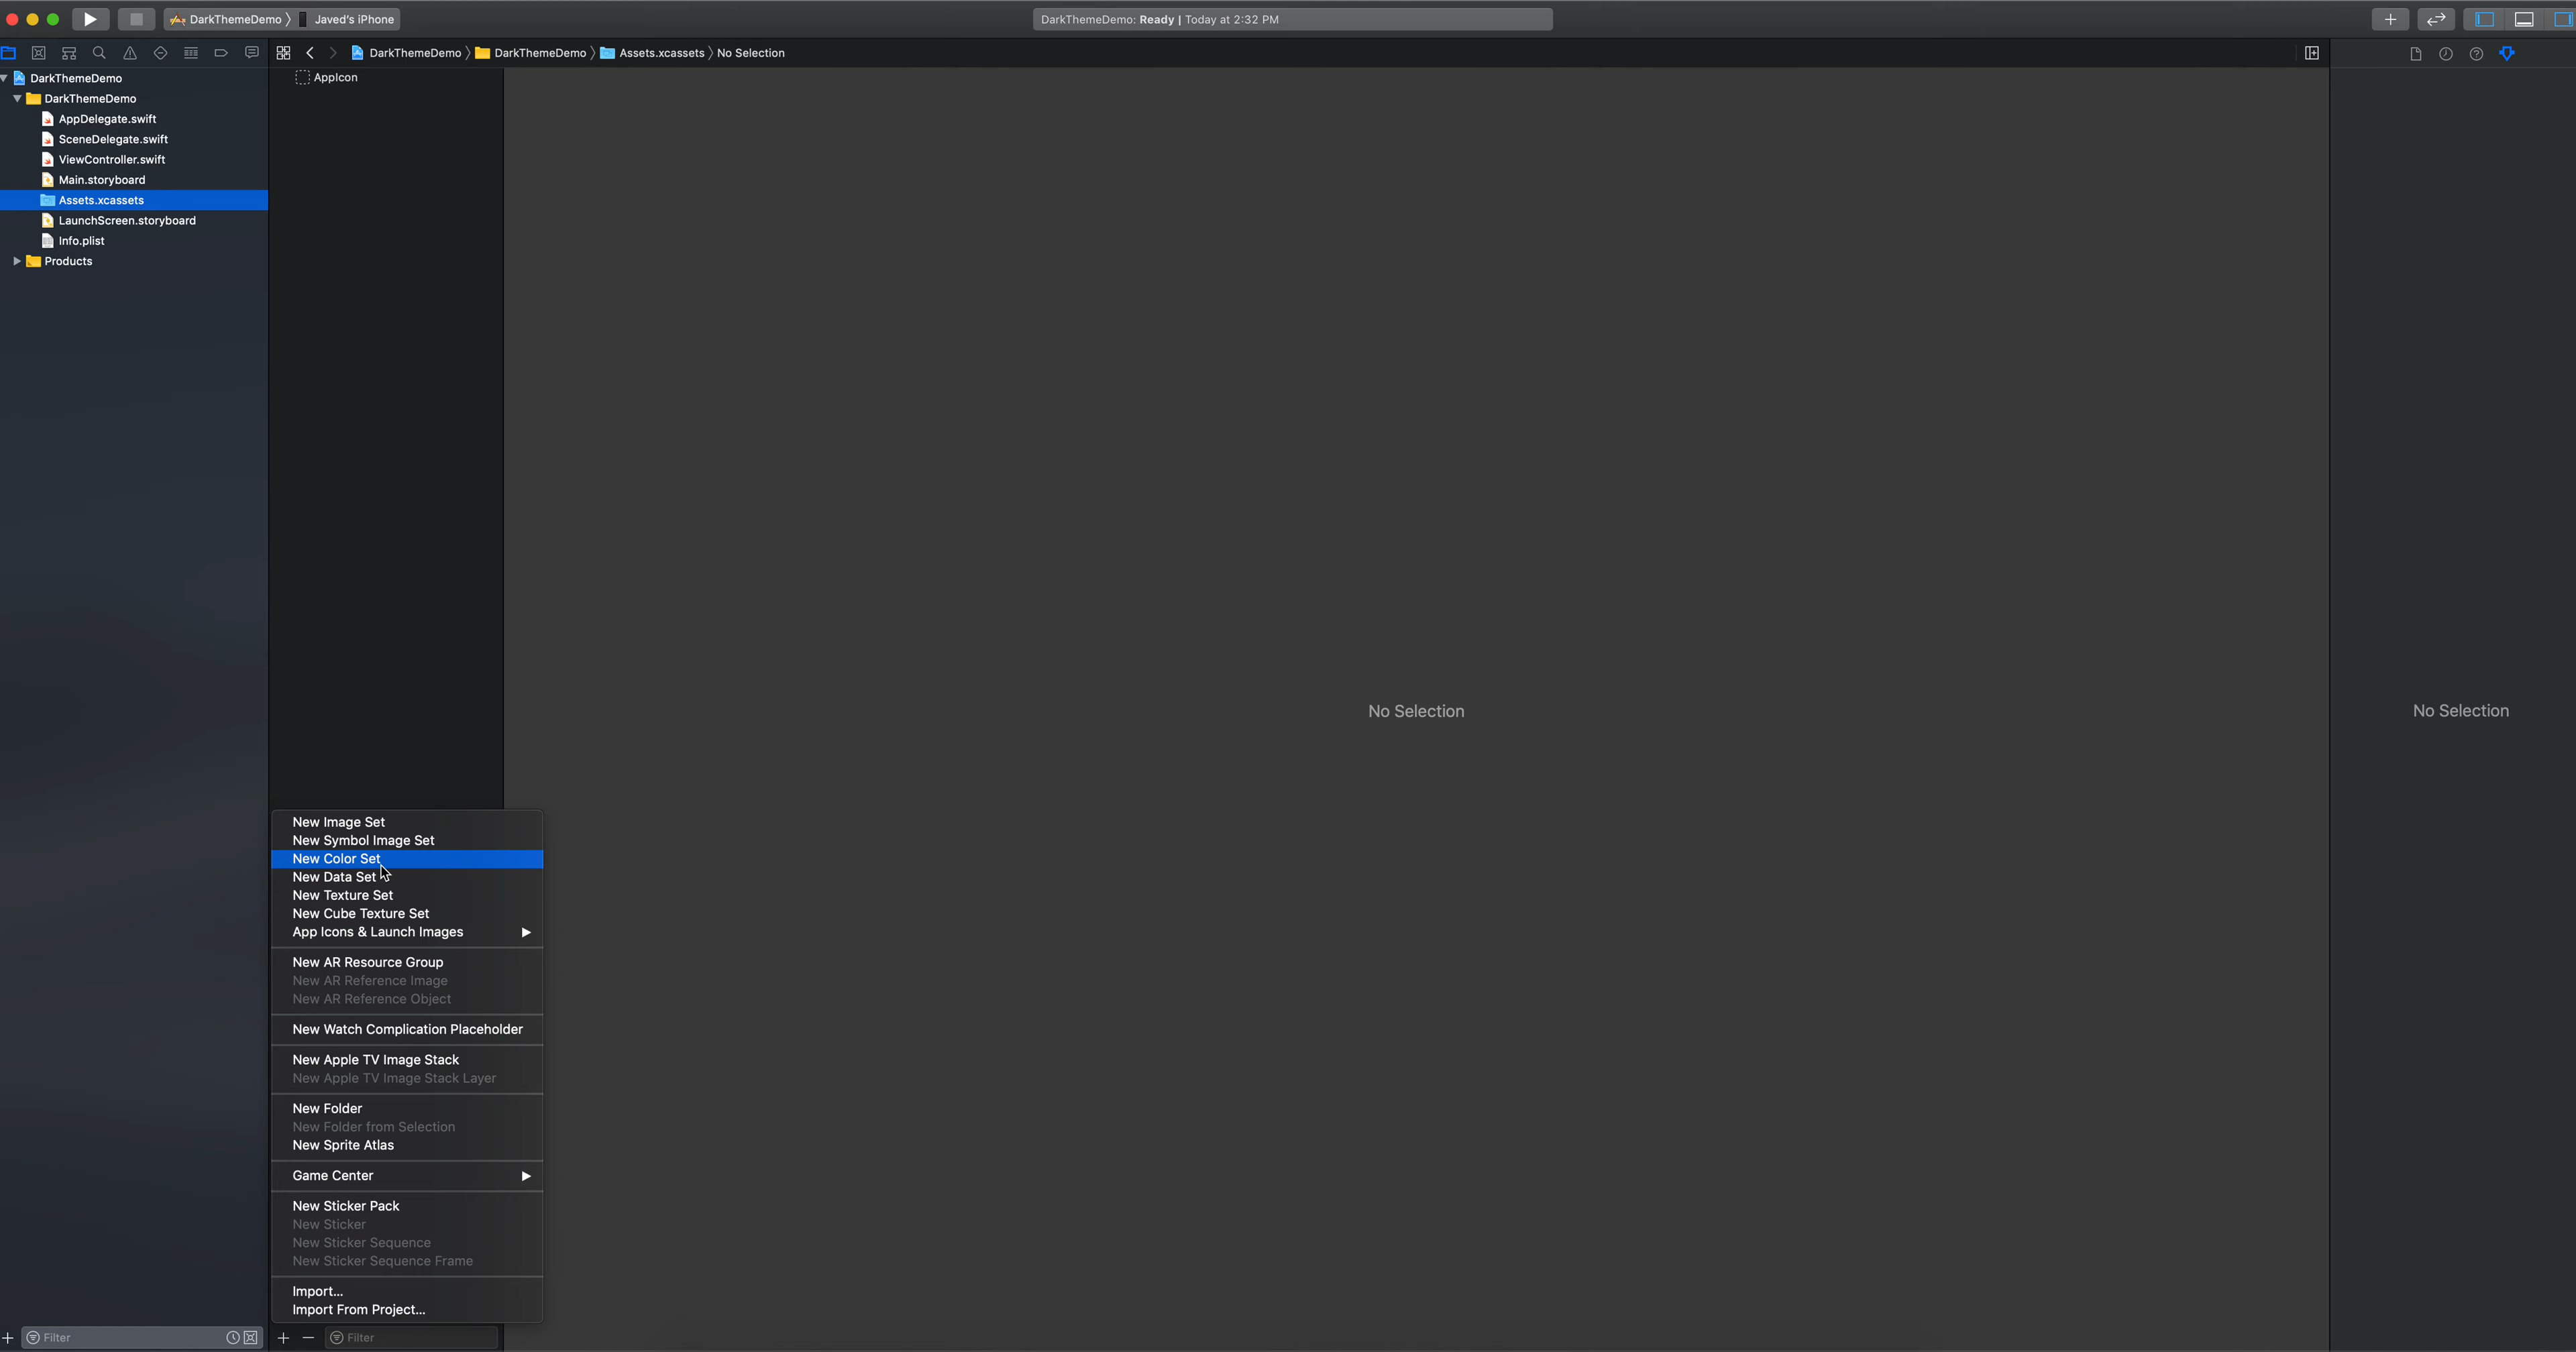 DarkThemeDemo 〉 Javed's iPhone
DarkThemeDemo: Ready | Today at 2:32 PM
DarkThemeDemo 〉 DarkThemeDemo 〉 Assets.xcassets 〉 No Selection
DarkThemeDemo
DarkThemeDemo
AppDelegate.swift
SceneDelegate.swift
ViewController.swift
Main.storyboard
Assets.xcassets
LaunchScreen.storyboard
Info.plist
Products
AppIcon
No Selection
No Selection
New Image Set
New Symbol Image Set
New Color Set
New Data Set
New Texture Set
New Cube Texture Set
App Icons & Launch Images
New AR Resource Group
New AR Reference Image
New AR Reference Object
New Watch Complication Placeholder
New Apple TV Image Stack
New Apple TV Image Stack Layer
New Folder
New Folder from Selection
New Sprite Atlas
Game Center
New Sticker Pack
New Sticker
New Sticker Sequence
New Sticker Sequence Frame
Import...
Import From Project...
Filter
Filter